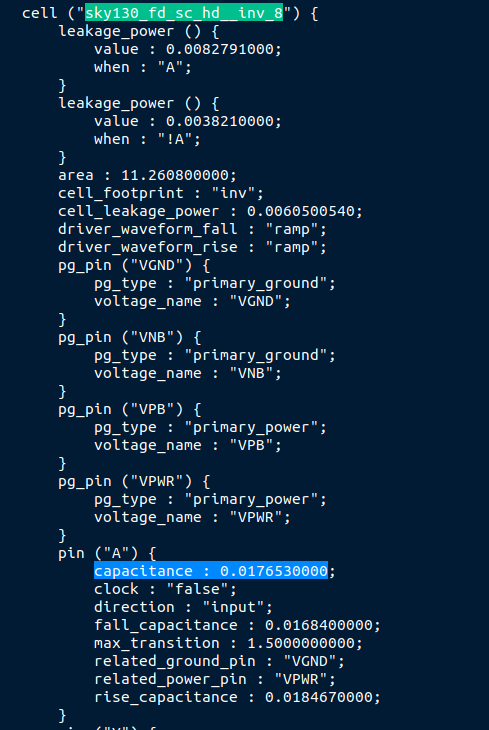 cell ("sky130_fd_sc_hd__inv_8") {
leakage_power () {
value : 0.0082791000;
when : "A";
}
leakage_power () {
value : 0.0038210000;
when : "!A";
}
area : 11.260800000;
cell_footprint : "inv";
cell_leakage_power : 0.0060500540;
driver_waveform_fall : "ramp";
driver_waveform_rise : "ramp";
pg_pin ("VGND") {
pg_type : "primary_ground";
voltage_name : "VGND";
}
pg_pin ("VNB") {
pg_type : "primary_ground";
voltage_name : "VNB";
}
pg_pin ("VPB") {
pg_type : "primary_power";
voltage_name : "VPB";
}
pg_pin ("VPWR") {
pg_type : "primary_power";
voltage_name : "VPWR";
}
pin ("A") {
capacitance : 0.0176530000;
clock : "false";
direction : "input";
fall_capacitance : 0.0168400000;
max_transition : 1.5000000000;
related_ground_pin : "VGND";
related_power_pin : "VPWR";
rise_capacitance : 0.0184670000;
}